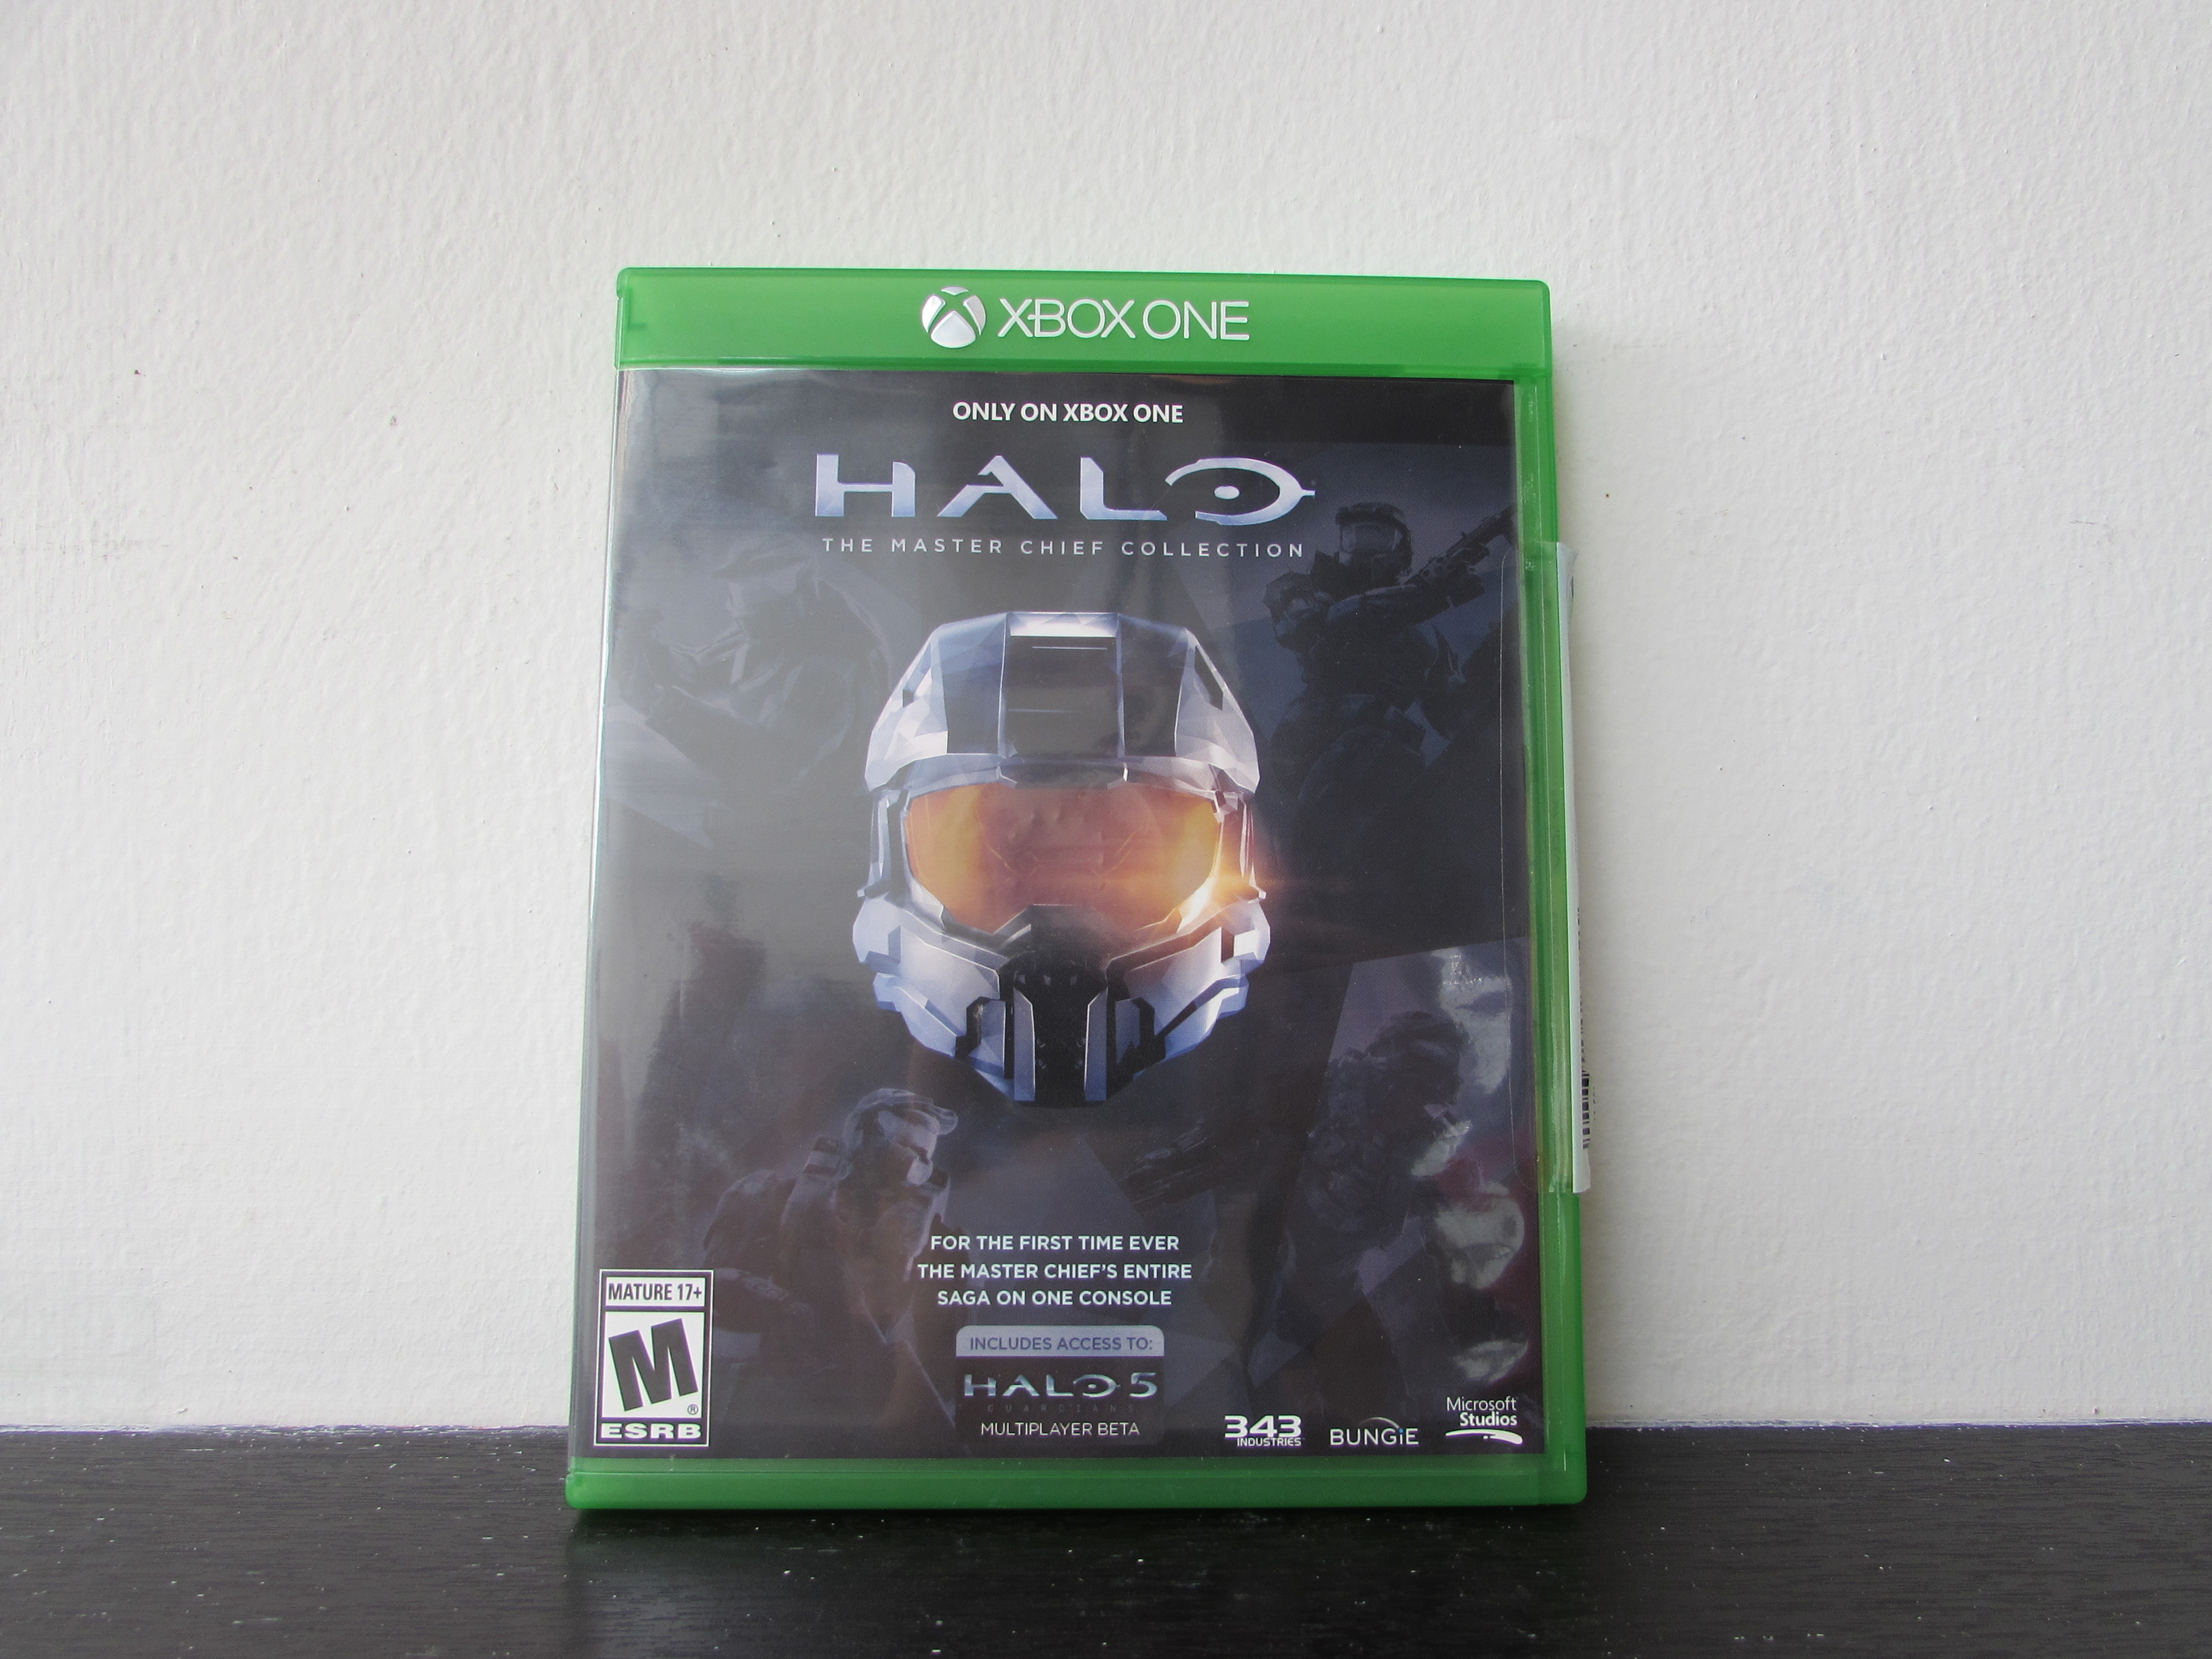 XBOX ONE
ONLY ON XBOX ONE
HALO
THE MASTER CHIEF COLLECTION
FOR THE FIRST TIME EVER
THE MASTER CHIEF'S ENTIRE
SAGA ON ONE CONSOLE
INCLUDES ACCESS TO:
HALO 5
GUARDIANS
MULTIPLAYER BETA
MATURE 17+
M
®
ESRB
343
INDUSTRIES
BUNGiE
Microsoft
Studios